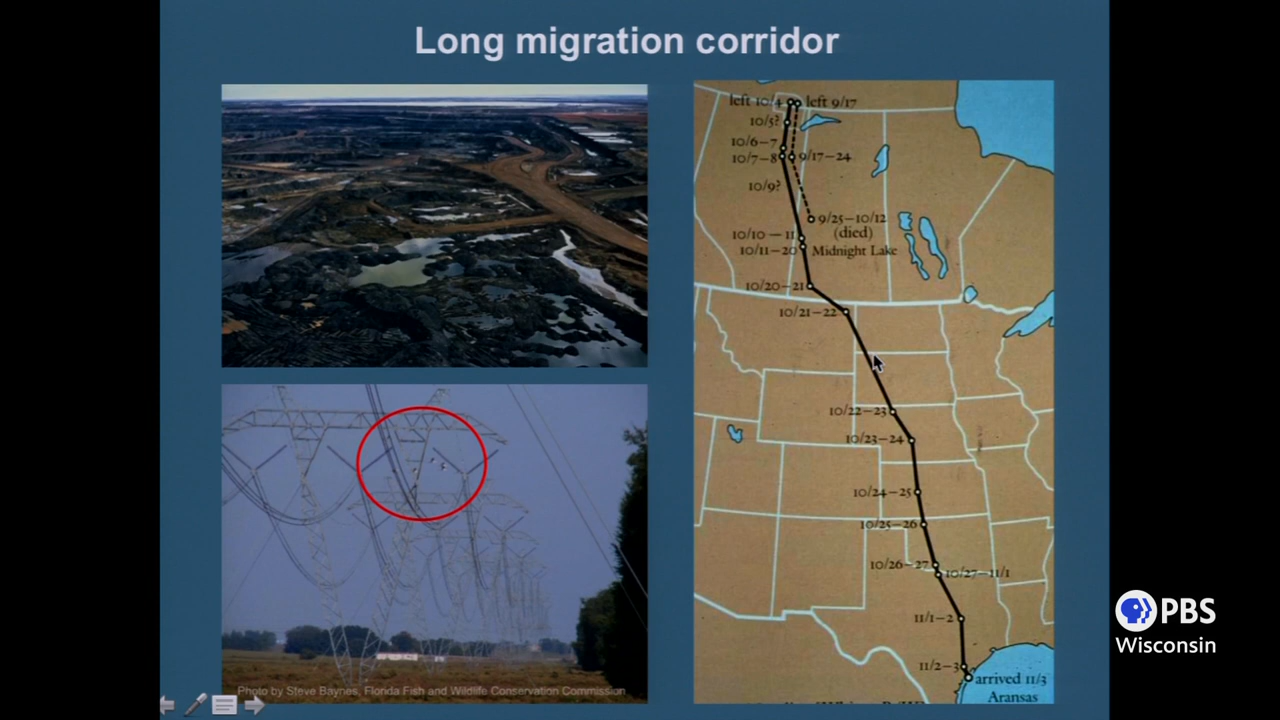 Long migration corridor
left 10/4
left 9/17
10/5?
10/6–7
10/7–8
9/17–24
10/9?
9/25–10/12
(died)
10/10 – 11
10/11–20
Midnight Lake
10/20–21
10/21–22
10/22–23
10/23–24
10/24–25
10/25–26
10/26–27
10/27–11/1
11/1–2
11/2–3
arrived 11/3
Aransas
Photo by Steve Baynes, Florida Fish and Wildlife Conservation Commission
PBS
Wisconsin